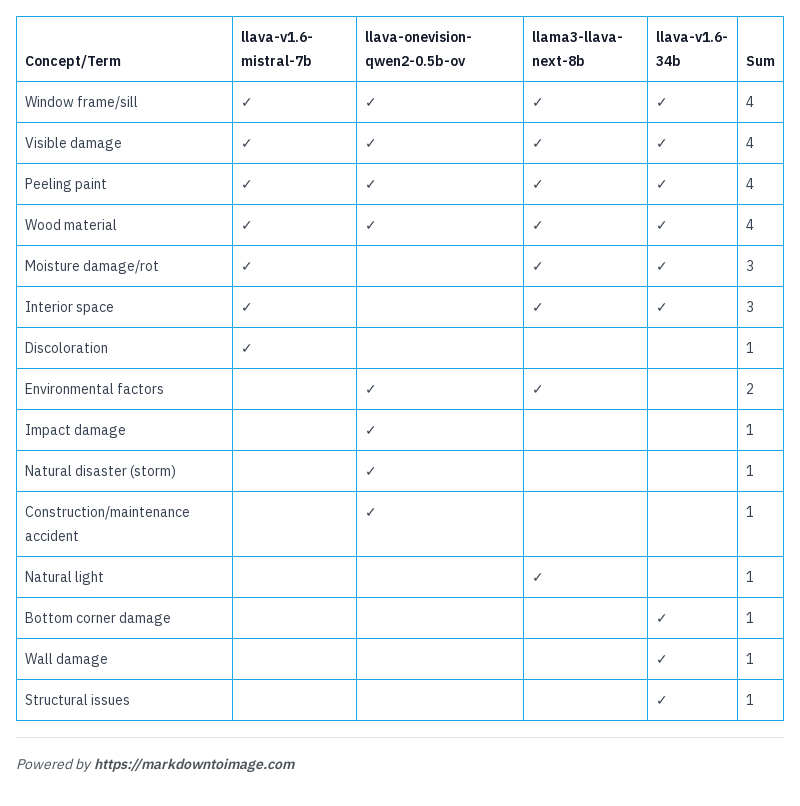 Concept/Term llava-v1.6-mistral-7b llava-onevision-qwen2-0.5b-ov llama3-llava-next-8b llava-v1.6-34b Sum
Window frame/sill ✓ ✓ ✓ ✓ 4
Visible damage ✓ ✓ ✓ ✓ 4
Peeling paint ✓ ✓ ✓ ✓ 4
Wood material ✓ ✓ ✓ ✓ 4
Moisture damage/rot ✓ ✓ ✓ 3
Interior space ✓ ✓ ✓ 3
Discoloration ✓ 1
Environmental factors ✓ ✓ 2
Impact damage ✓ 1
Natural disaster (storm) ✓ 1
Construction/maintenance accident ✓ 1
Natural light ✓ 1
Bottom corner damage ✓ 1
Wall damage ✓ 1
Structural issues ✓ 1
Powered by https://markdowntoimage.com